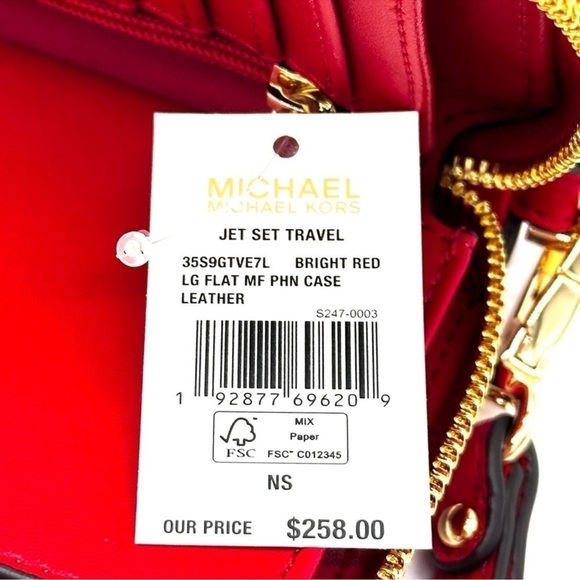 MICHAEL
MICHAEL KORS
JET SET TRAVEL
35S9GTVE7L BRIGHT RED
LG FLAT MF PHN CASE
LEATHER
S247-0003
1 92877 69620 9
FSC
MIX
Paper
FSC™ C012345
NS
OUR PRICE $258.00